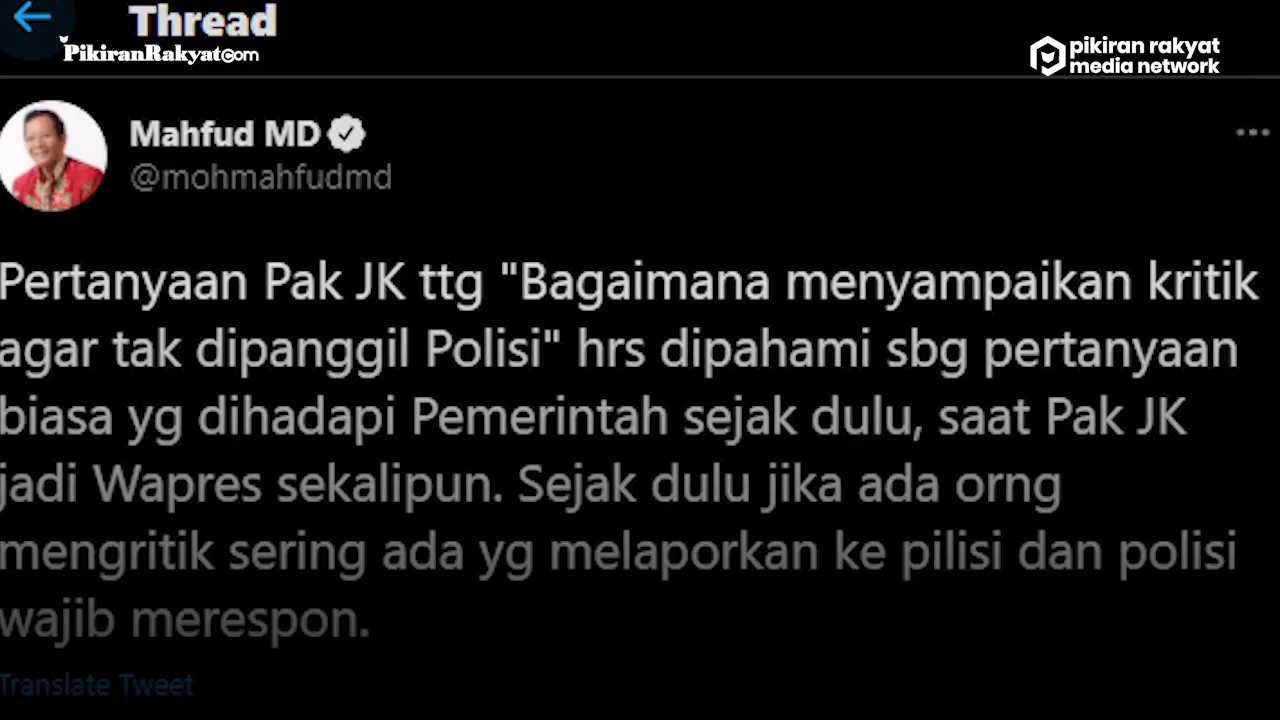 Thread
PikiranRakyat.com
pikiran rakyat
media network
Mahfud MD
@mohmahfudmd
Pertanyaan Pak JK ttg "Bagaimana menyampaikan kritik
agar tak dipanggil Polisi" hrs dipahami sbg pertanyaan
biasa yg dihadapi Pemerintah sejak dulu, saat Pak JK
jadi Wapres sekalipun. Sejak dulu jika ada orng
mengritik sering ada yg melaporkan ke pilisi dan polisi
wajib merespon.
Translate Tweet